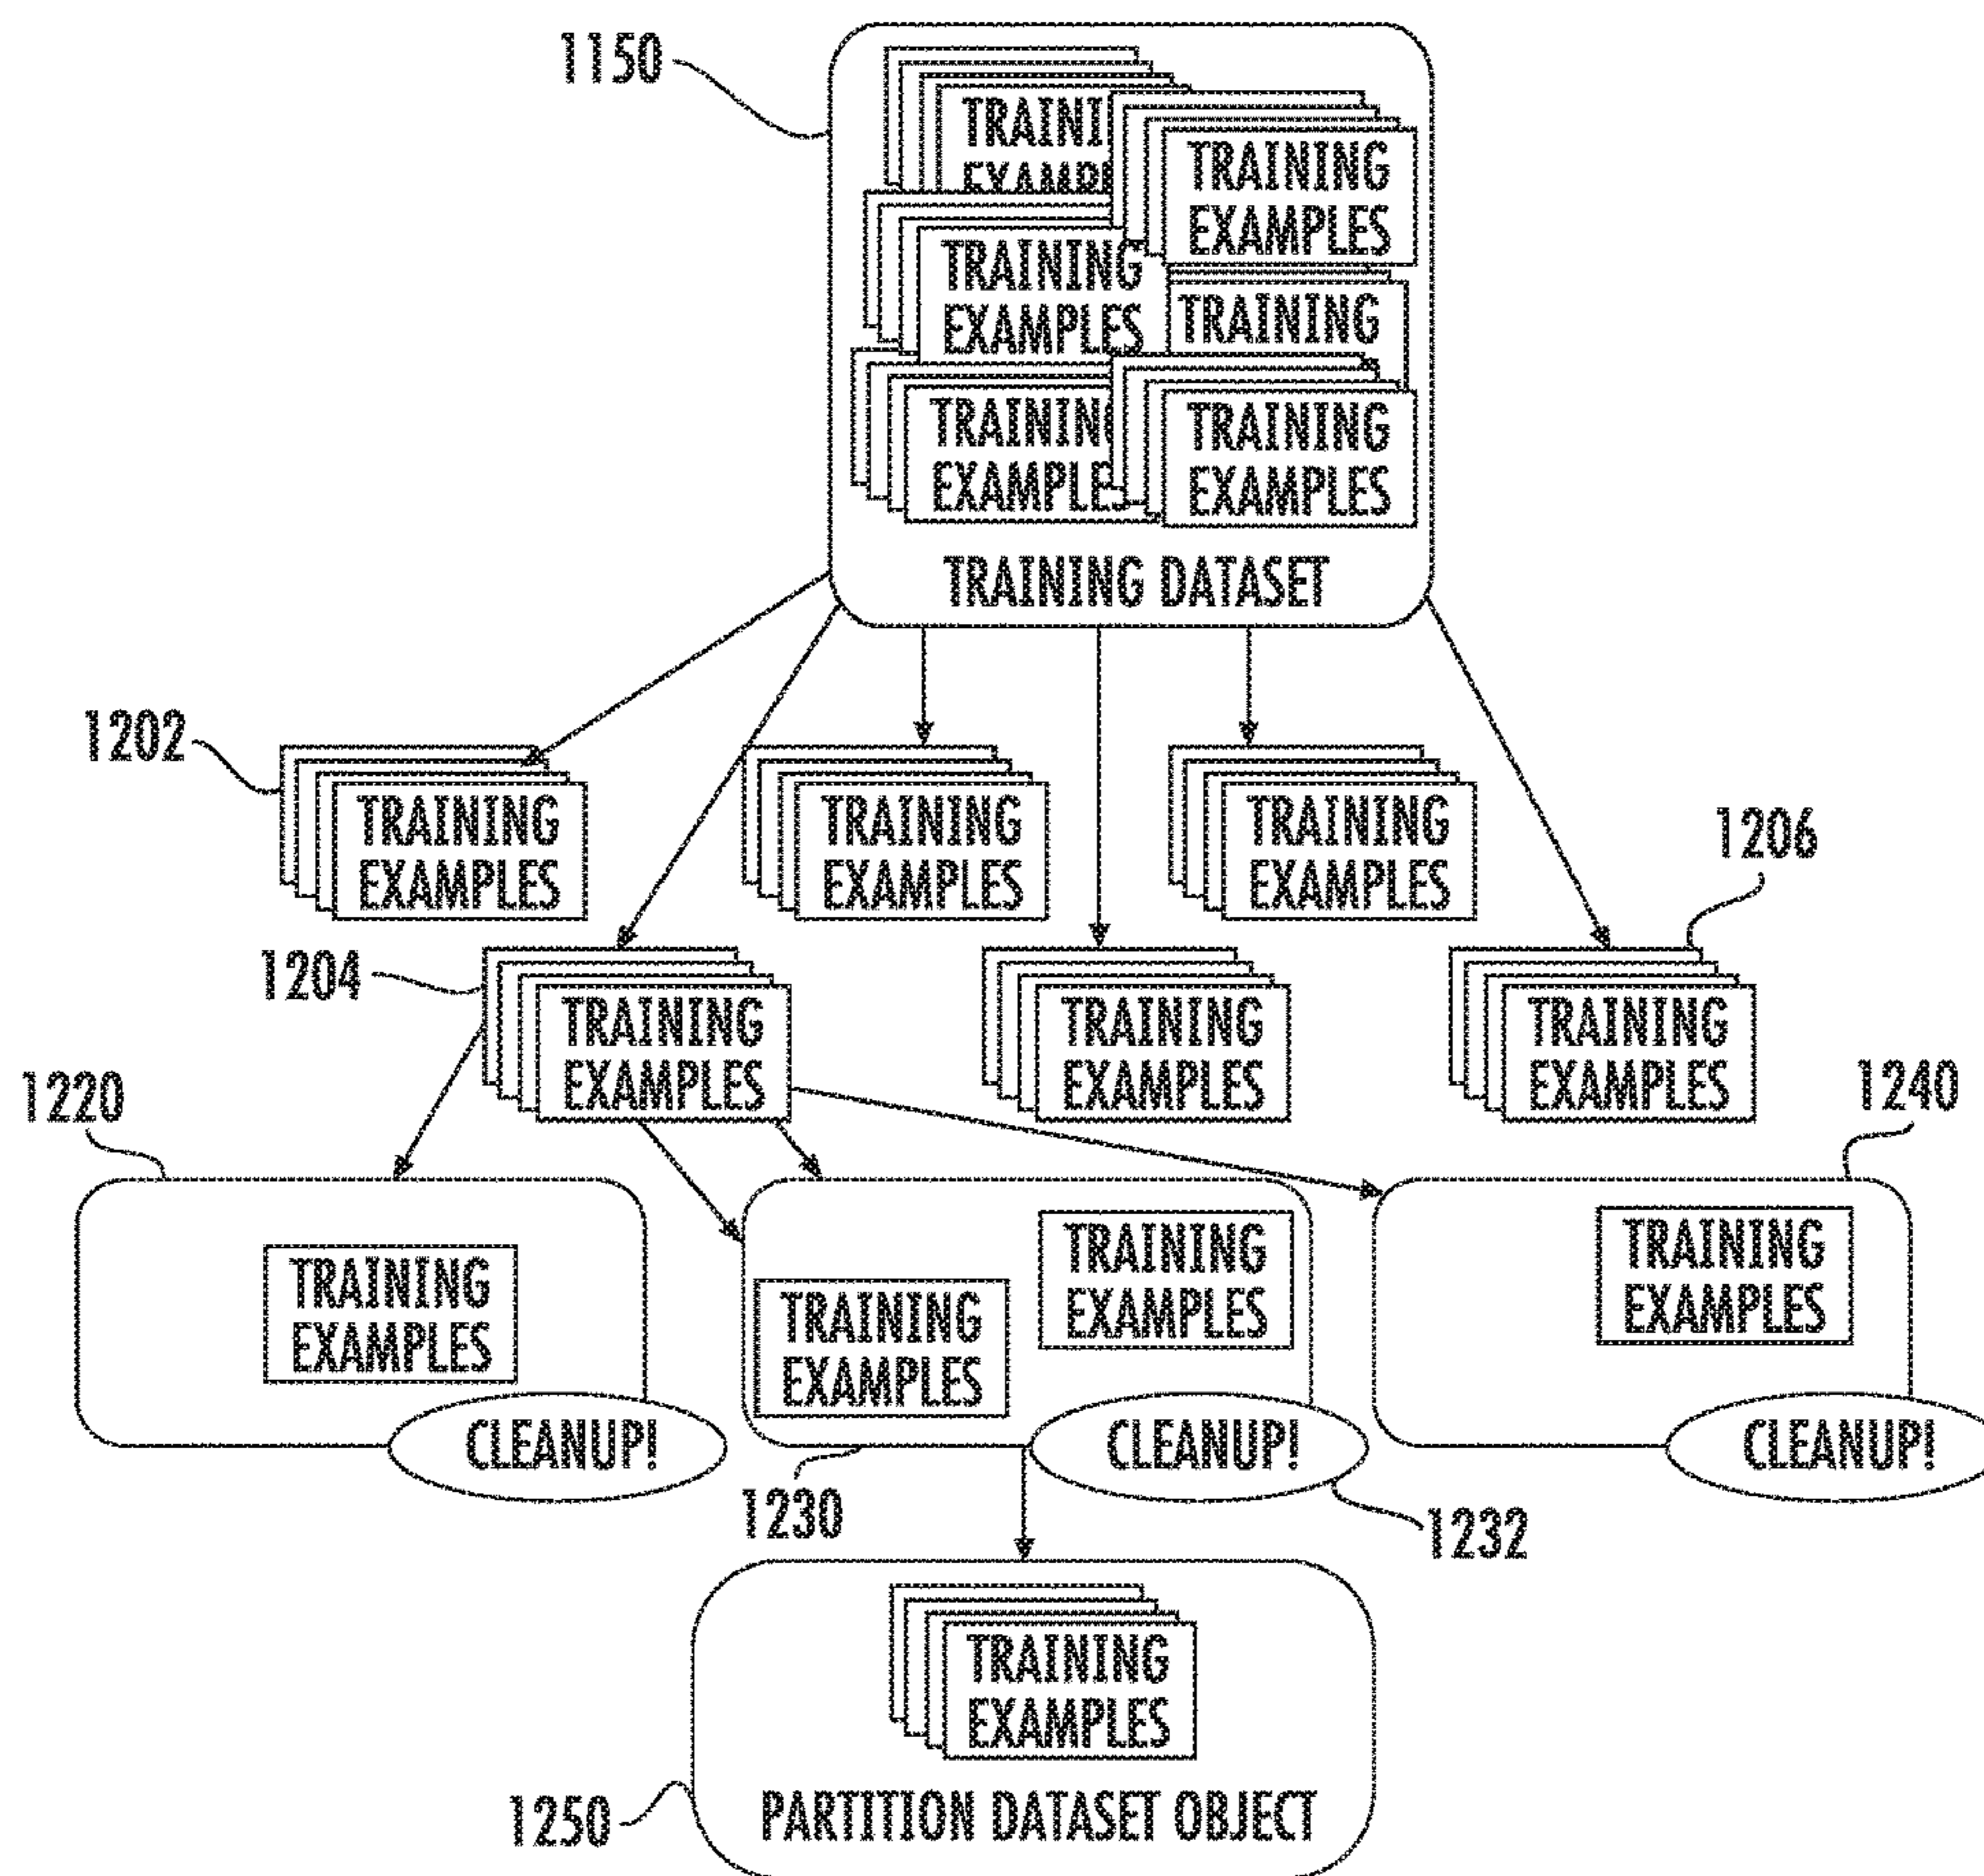 1150
TRAINI
EXAMPL
TRAINING
EXAMPLES
TRAINING
EXAMPLES
TRAINING
TRAINING
EXAMPLES
TRAINING
EXAMPLES
TRAINING DATASET
1202
TRAINING
EXAMPLES
TRAINING
EXAMPLES
TRAINING
EXAMPLES
1206
1204
TRAINING
EXAMPLES
TRAINING
EXAMPLES
TRAINING
EXAMPLES
1220
1240
TRAINING
EXAMPLES
TRAINING
EXAMPLES
TRAINING
EXAMPLES
TRAINING
EXAMPLES
CLEANUP!
CLEANUP!
CLEANUP!
1230
1232
TRAINING
EXAMPLES
1250
PARTITION DATASET OBJECT